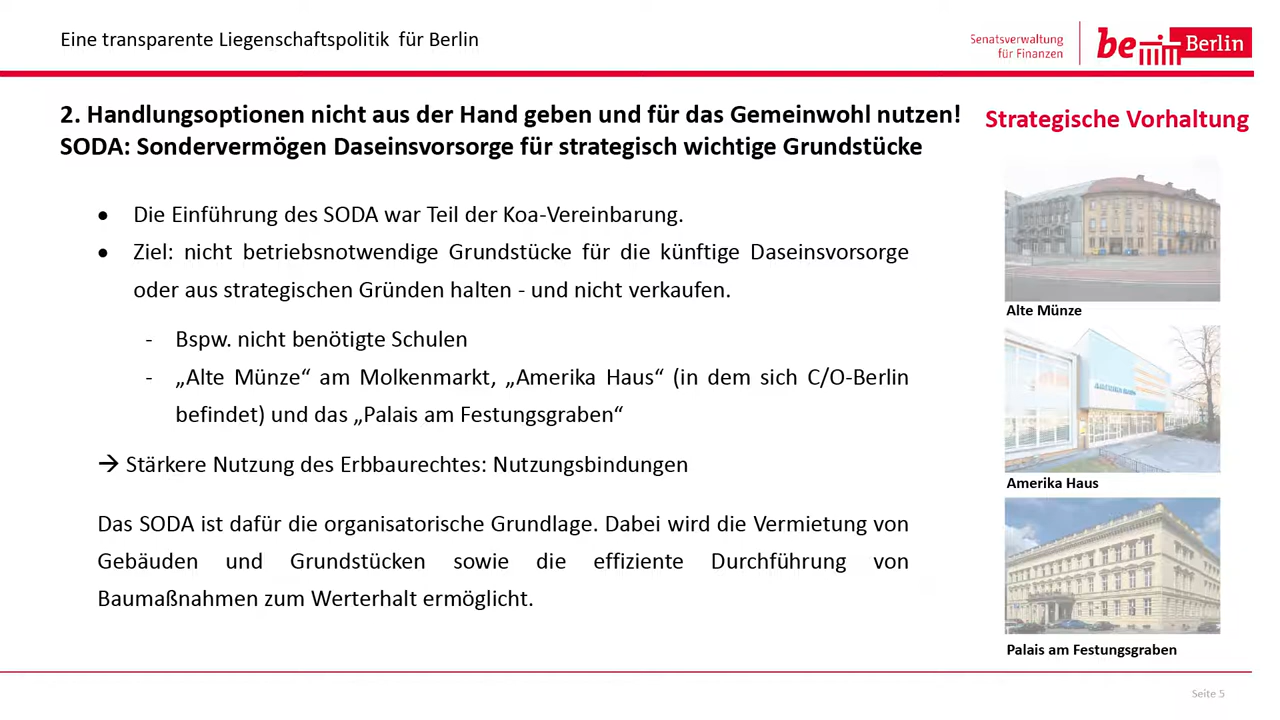 Eine transparente Liegenschaftspolitik für Berlin
Senatsverwaltung
für Finanzen
be Berlin
2. Handlungsoptionen nicht aus der Hand geben und für das Gemeinwohl nutzen!
SODA: Sondervermögen Daseinsvorsorge für strategisch wichtige Grundstücke
Strategische Vorhaltung
• Die Einführung des SODA war Teil der Koa-Vereinbarung.
• Ziel: nicht betriebsnotwendige Grundstücke für die künftige Daseinsvorsorge
oder aus strategischen Gründen halten - und nicht verkaufen.
- Bspw. nicht benötigte Schulen
- „Alte Münze“ am Molkenmarkt, „Amerika Haus“ (in dem sich C/O-Berlin
befindet) und das „Palais am Festungsgraben“
→ Stärkere Nutzung des Erbbaurechtes: Nutzungsbindungen
Das SODA ist dafür die organisatorische Grundlage. Dabei wird die Vermietung von
Gebäuden und Grundstücken sowie die effiziente Durchführung von
Baumaßnahmen zum Werterhalt ermöglicht.
Alte Münze
AMERIKA HAUS
Amerika Haus
Palais am Festungsgraben
Seite 5